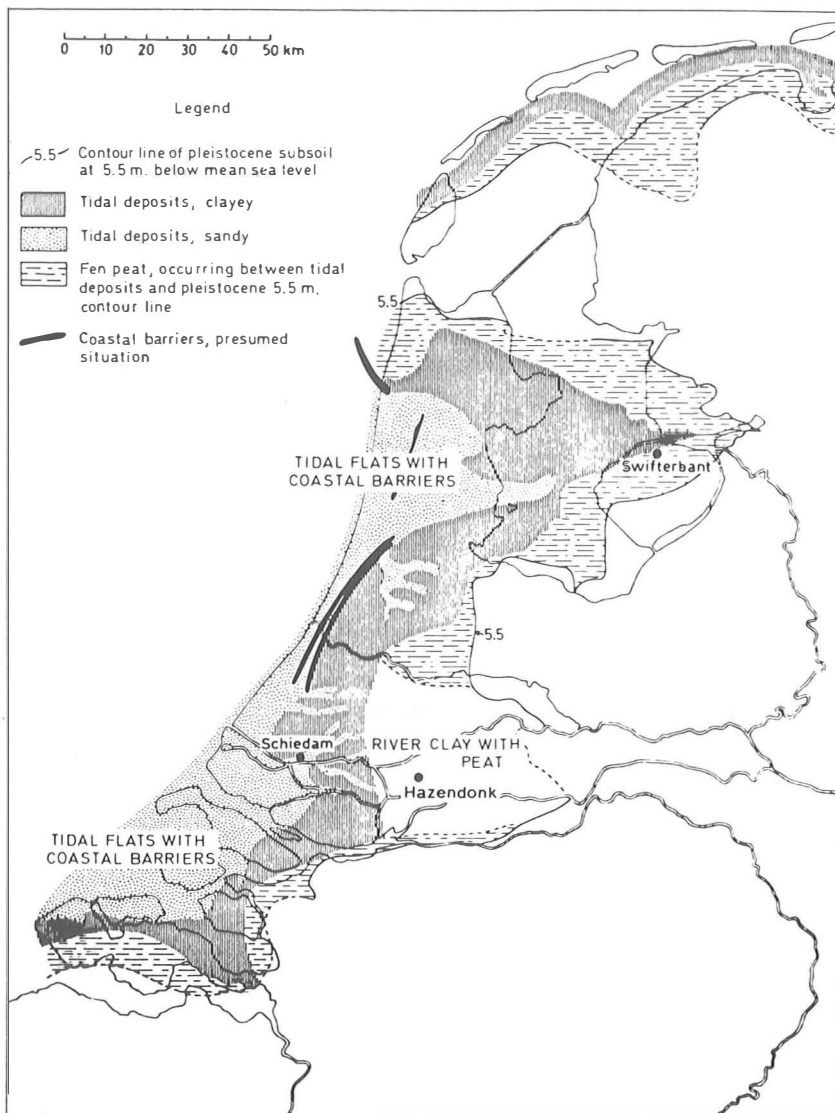 0 10 20 30 40 50 km
Legend
5.5 Contour line of pleistocene subsoil
at 5.5 m. below mean sea level
Tidal deposits, clayey
Tidal deposits, sandy
Fen peat, occurring between tidal
deposits and pleistocene 5.5 m.
contour line
Coastal barriers, presumed
situation
5.5
TIDAL FLATS WITH
COASTAL BARRIERS
Swifterbant
5.5
Schiedam
RIVER CLAY WITH
PEAT
Hazendonk
TIDAL FLATS WITH
COASTAL BARRIERS